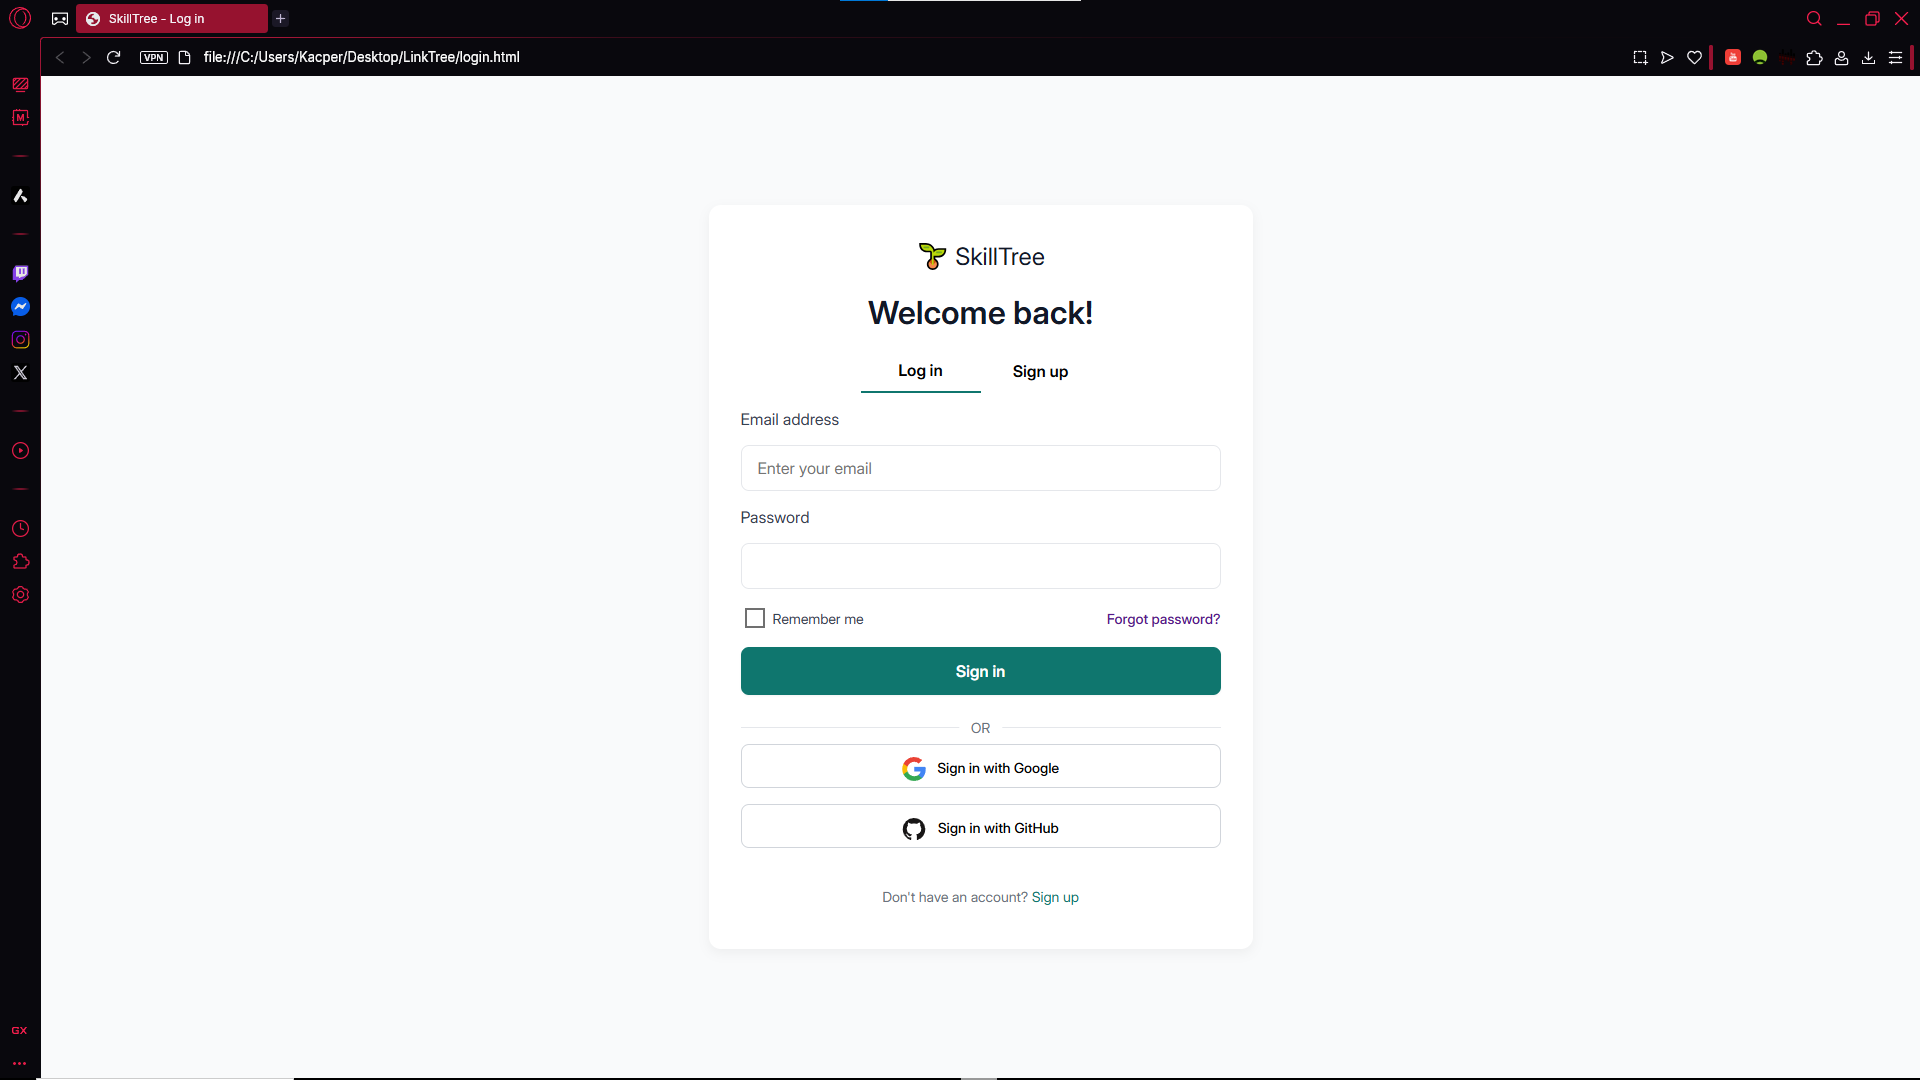 SkillTree - Log in
VPN
file:///C:/Users/Kacper/Desktop/LinkTree/login.html
M
SkillTree
Welcome back!
Log in
Sign up
Email address
Enter your email
Password
Remember me
Forgot password?
Sign in
OR
Sign in with Google
Sign in with GitHub
Don't have an account? Sign up
GX